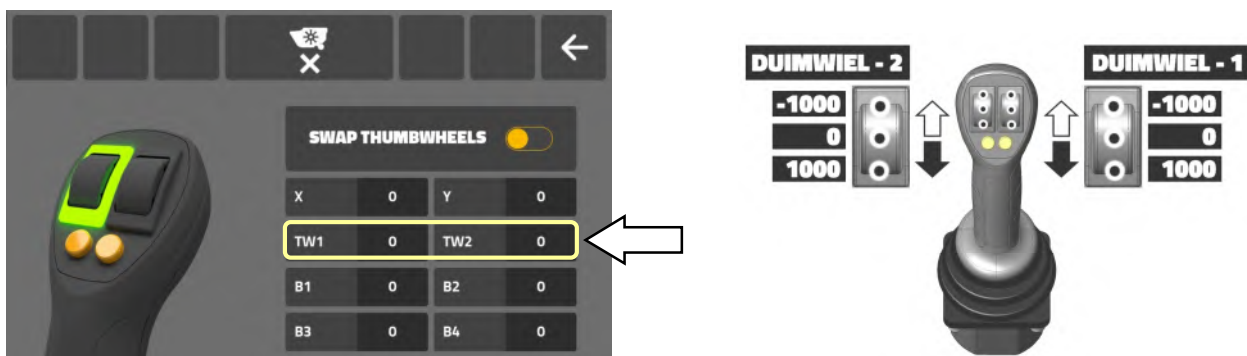 SWAP THUMBWHEELS
X 0 Y 0
TW1 0 TW2 0
B1 0 B2 0
B3 0 B4 0
DUIMWIEL - 2
-1000
0
1000
DUIMWIEL - 1
-1000
0
1000